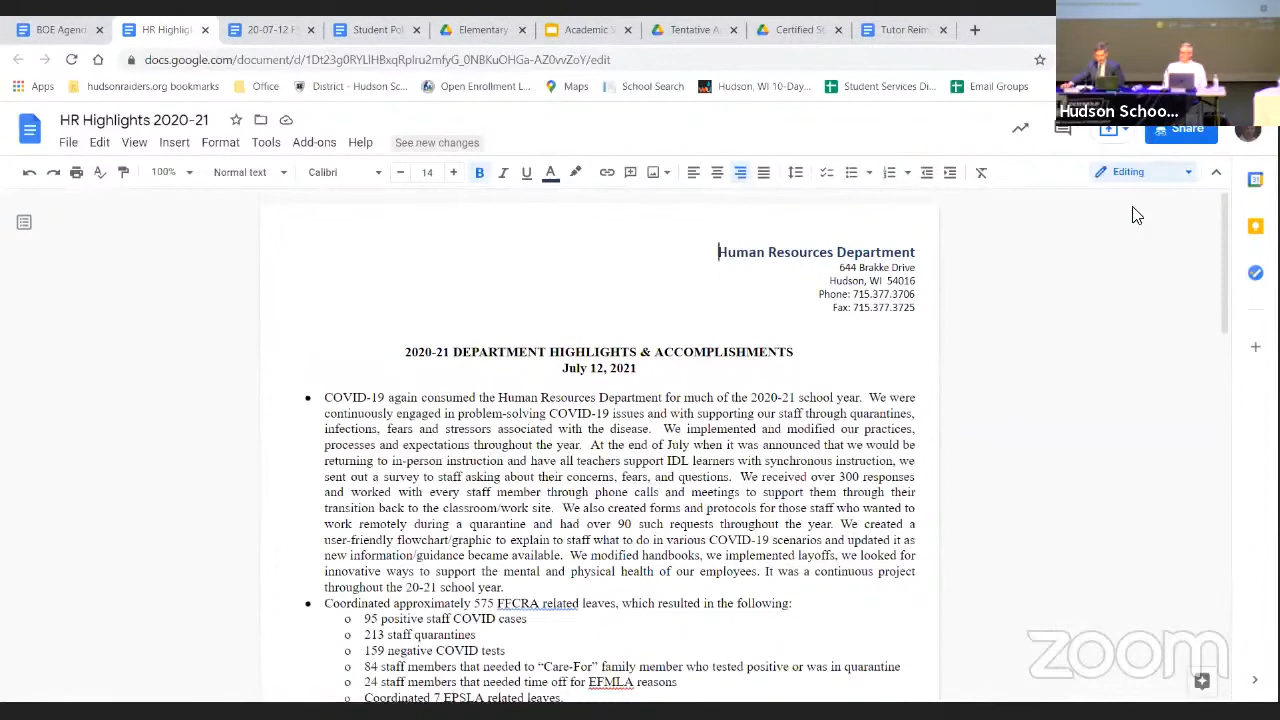 BOE Agend
HR Highligl
20-07-12 F
Student Pol
Elementary
Academic S
Tentative A
Certified St
Tutor Reim
docs.google.com/document/d/
/edit
Apps
hudsonraiders.org bookmarks
Office
District - Hudson Sc...
Open Enrollment L...
Maps
School Search
Hudson, WI 10-Day...
Student Services Di...
Email Groups
Hudson Schoo...
HR Highlights 2020-21
File Edit View Insert Format Tools Add-ons Help See new changes
Share
100% Normal text Calibri 14 B I U A Editing
Human Resources Department
644 Brakke Drive
Hudson, WI 54016
Phone: 715.377.3706
Fax: 715.377.3725
2020-21 DEPARTMENT HIGHLIGHTS & ACCOMPLISHMENTS
July 12, 2021
● COVID-19 again consumed the Human Resources Department for much of the 2020-21 school year. We were
continuously engaged in problem-solving COVID-19 issues and with supporting our staff through quarantines,
infections, fears and stressors associated with the disease. We implemented and modified our practices,
processes and expectations throughout the year. At the end of July when it was announced that we would be
returning to in-person instruction and have all teachers support IDL learners with synchronous instruction, we
sent out a survey to staff asking about their concerns, fears, and questions. We received over 300 responses
and worked with every staff member through phone calls and meetings to support them through their
transition back to the classroom/work site. We also created forms and protocols for those staff who wanted to
work remotely during a quarantine and had over 90 such requests throughout the year. We created a
user-friendly flowchart/graphic to explain to staff what to do in various COVID-19 scenarios and updated it as
new information/guidance became available. We modified handbooks, we implemented layoffs, we looked for
innovative ways to support the mental and physical health of our employees. It was a continuous project
throughout the 20-21 school year.
● Coordinated approximately 575 FFCRA related leaves, which resulted in the following:
o 95 positive staff COVID cases
o 213 staff quarantines
o 159 negative COVID tests
o 84 staff members that needed to “Care-For” family member who tested positive or was in quarantine
o 24 staff members that needed time off for EFMLA reasons
o Coordinated 7 EPSLA related leaves.
zoom